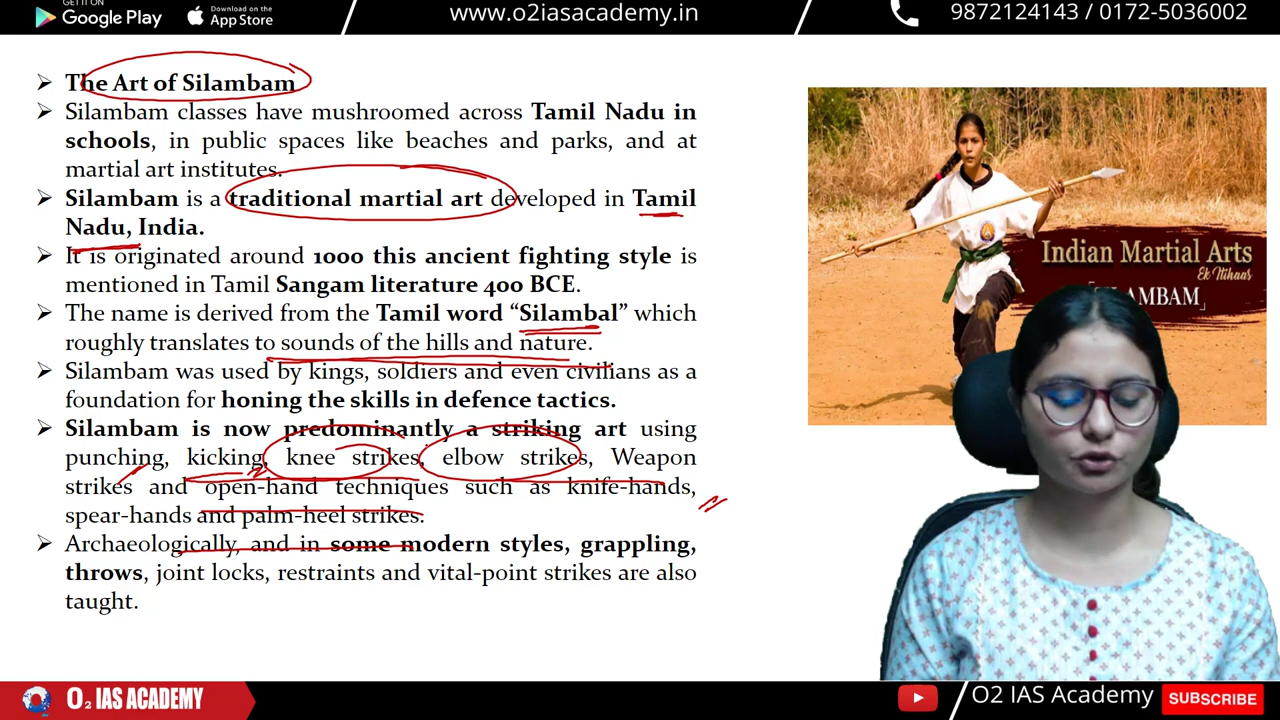 GET IT ON
Google Play
Download on the
App Store
www.o2iasacademy.in
9872124143 / 0172-5036002
The Art of Silambam
Silambam classes have mushroomed across Tamil Nadu in
schools, in public spaces like beaches and parks, and at
martial art institutes.
Silambam is a traditional martial art developed in Tamil
Nadu, India.
It is originated around 1000 this ancient fighting style is
mentioned in Tamil Sangam literature 400 BCE.
The name is derived from the Tamil word “Silambal” which
roughly translates to sounds of the hills and nature.
Silambam was used by kings, soldiers and even civilians as a
foundation for honing the skills in defence tactics.
Silambam is now predominantly a striking art using
punching, kicking, knee strikes, elbow strikes, Weapon
strikes and open-hand techniques such as knife-hands,
spear-hands and palm-heel strikes.
Archaeologically, and in some modern styles, grappling,
throws, joint locks, restraints and vital-point strikes are also
taught.
Indian Martial Arts
Ek Itihaas
O2 IAS ACADEMY
O2 IAS Academy
SUBSCRIBE